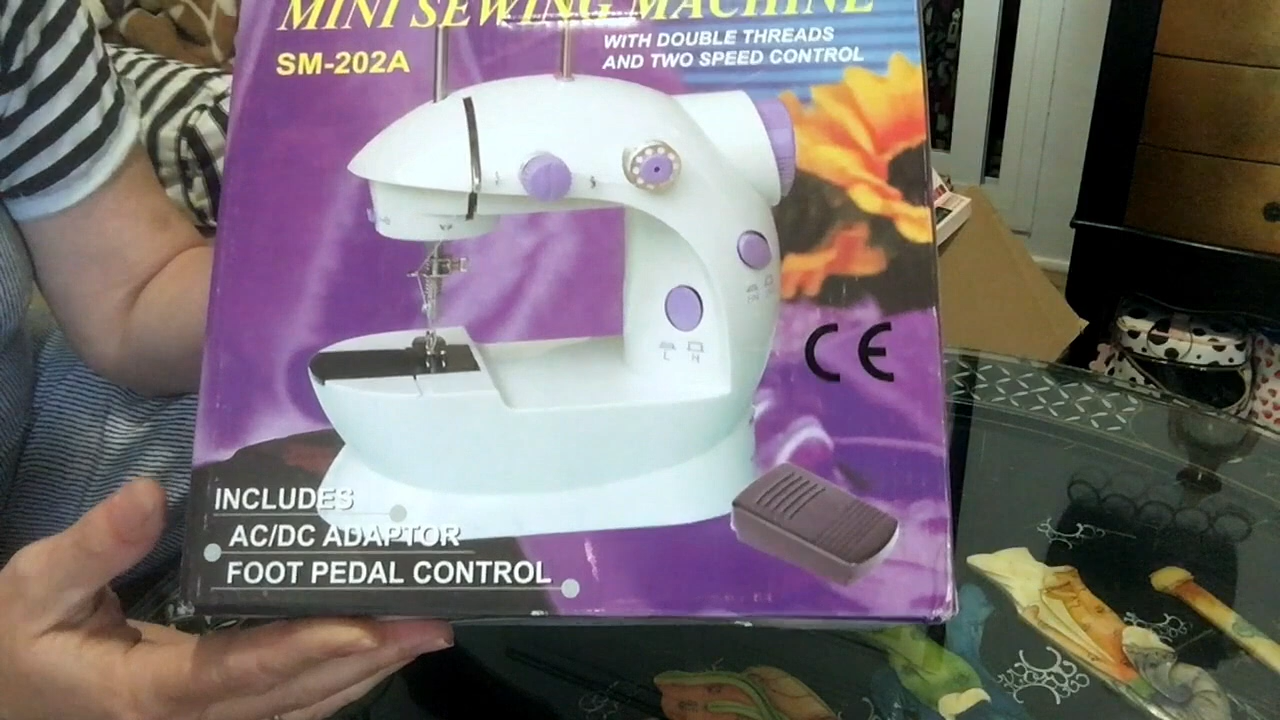 MINI SEWING MACHINE
SM-202A
WITH DOUBLE THREADS
AND TWO SPEED CONTROL
L H
CE
INCLUDES
AC/DC ADAPTOR
FOOT PEDAL CONTROL